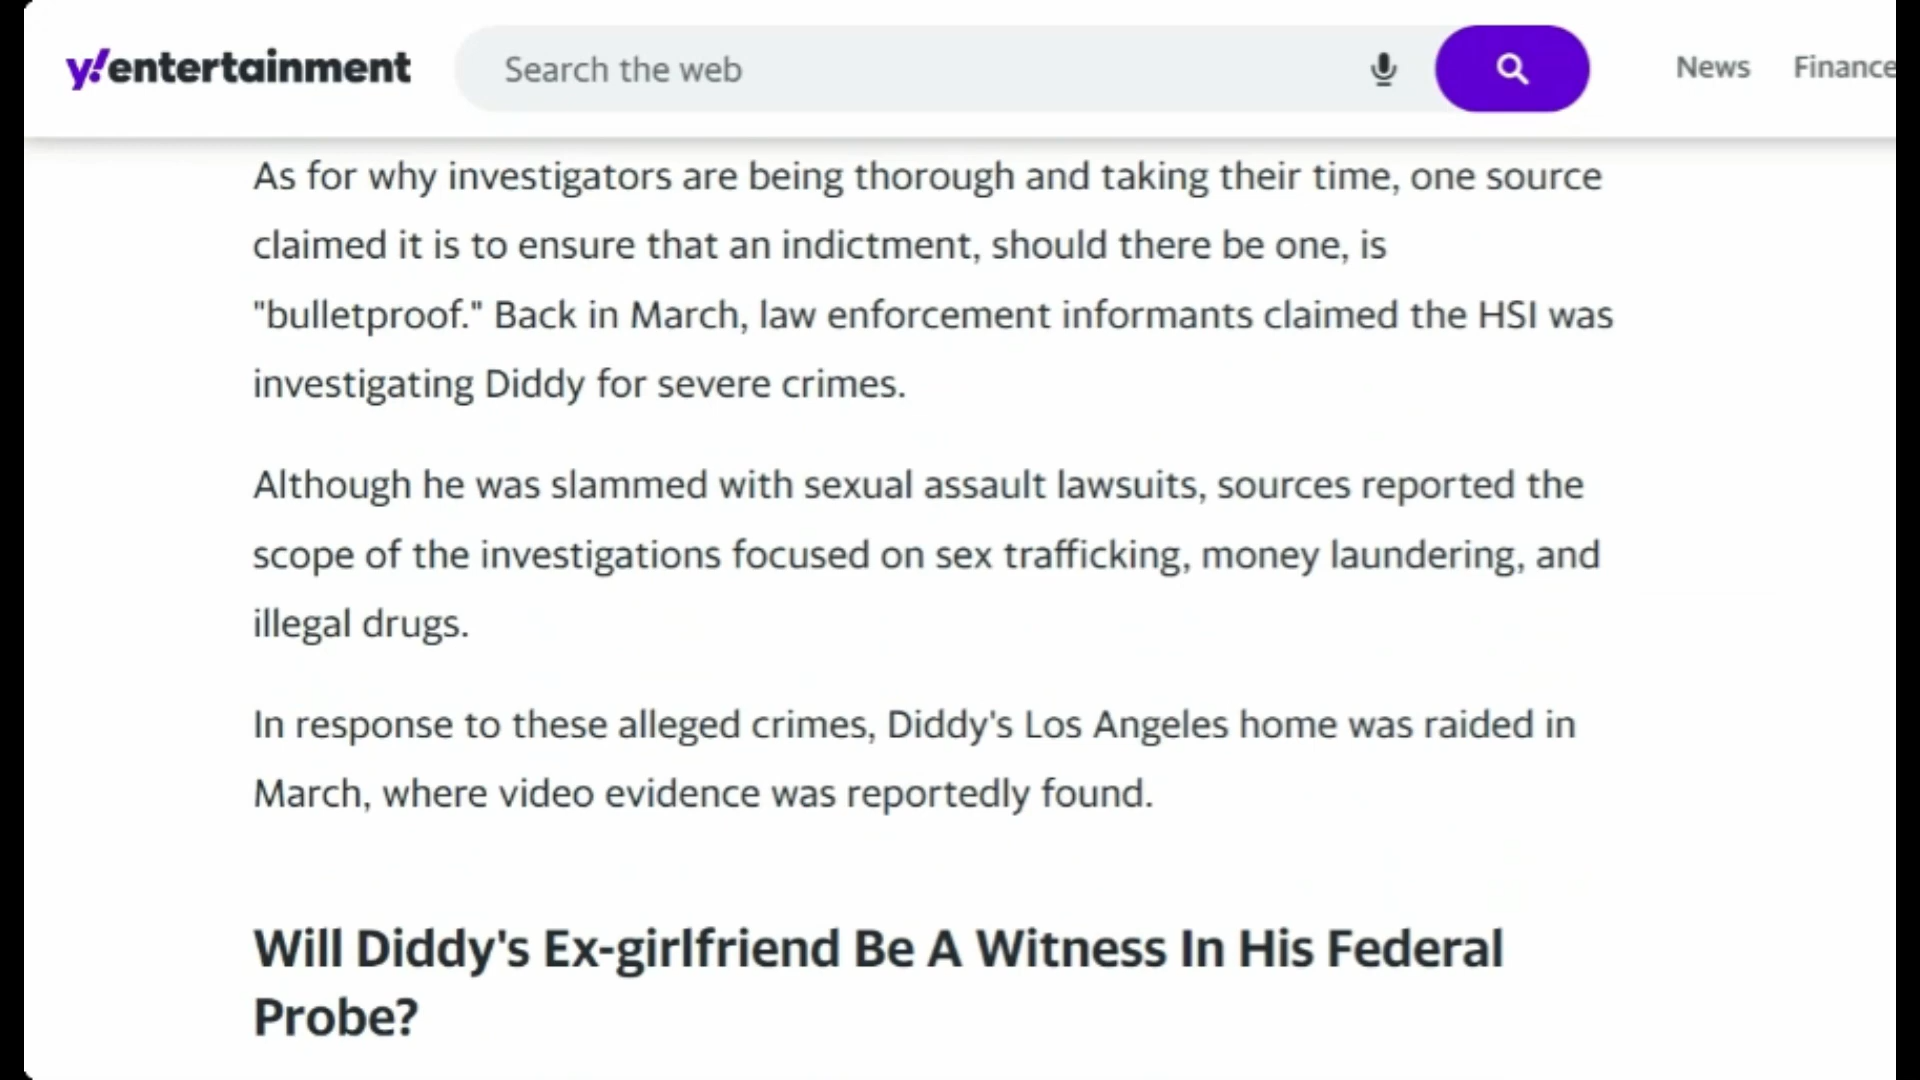 y!entertainment
Search the web
News
Finance
As for why investigators are being thorough and taking their time, one source
claimed it is to ensure that an indictment, should there be one, is
"bulletproof." Back in March, law enforcement informants claimed the HSI was
investigating Diddy for severe crimes.
Although he was slammed with sexual assault lawsuits, sources reported the
scope of the investigations focused on sex trafficking, money laundering, and
illegal drugs.
In response to these alleged crimes, Diddy's Los Angeles home was raided in
March, where video evidence was reportedly found.
Will Diddy's Ex-girlfriend Be A Witness In His Federal
Probe?